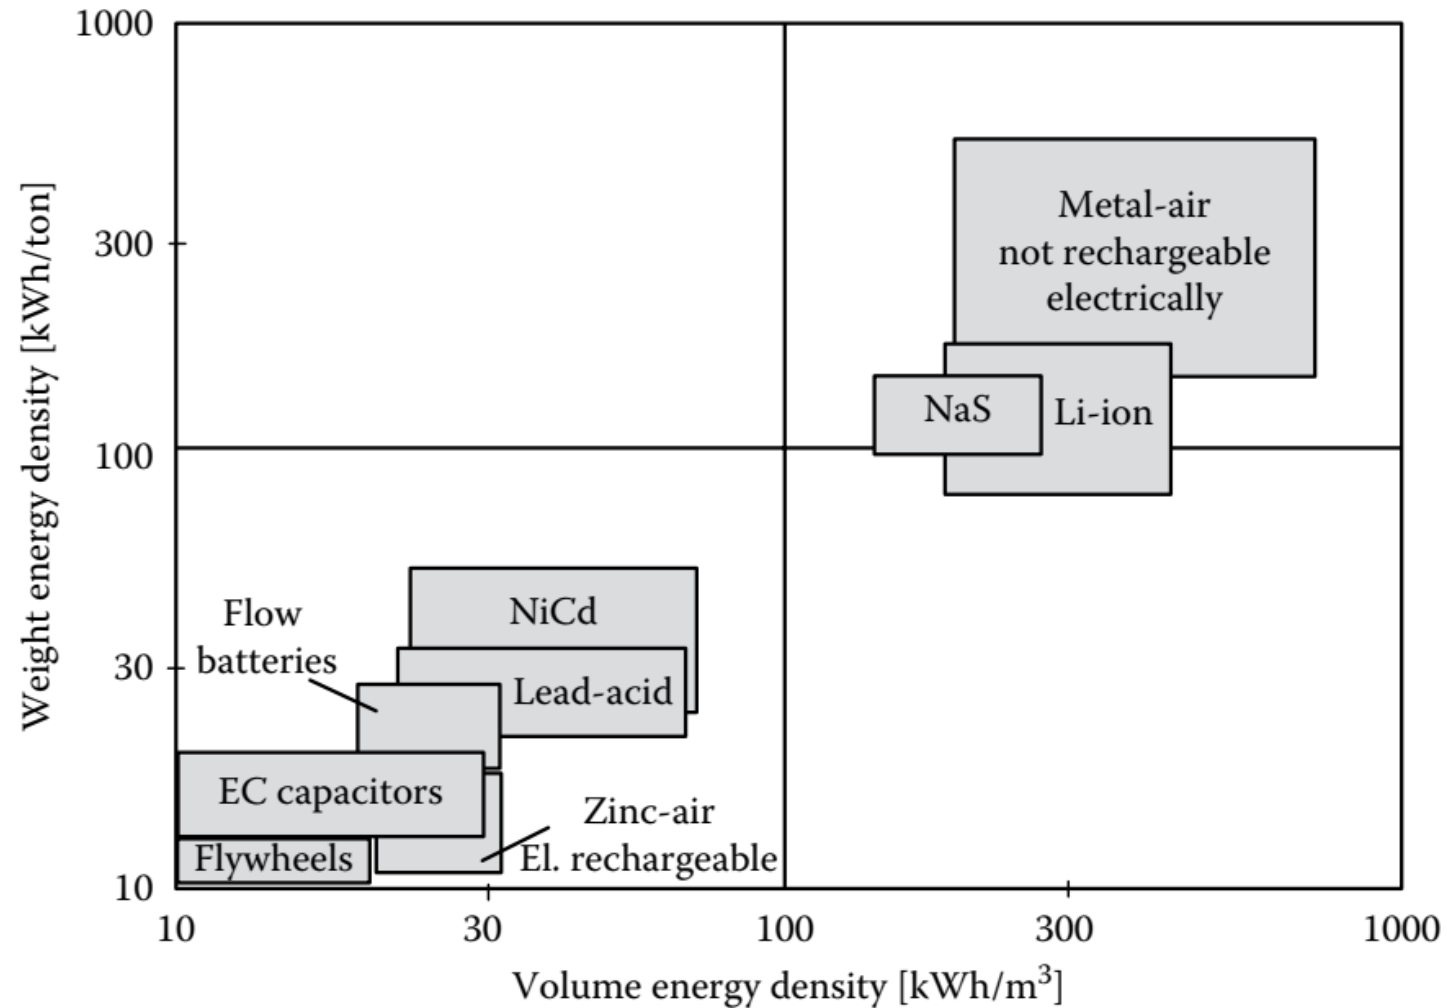 1000
300
100
30
10
Weight energy density [kWh/ton]
Metal-air
not rechargeable
electrically
NaS
Li-ion
NiCd
Flow
batteries
Lead-acid
EC capacitors
Zinc-air
El. rechargeable
Flywheels
10
30
100
300
1000
Volume energy density [kWh/m³]